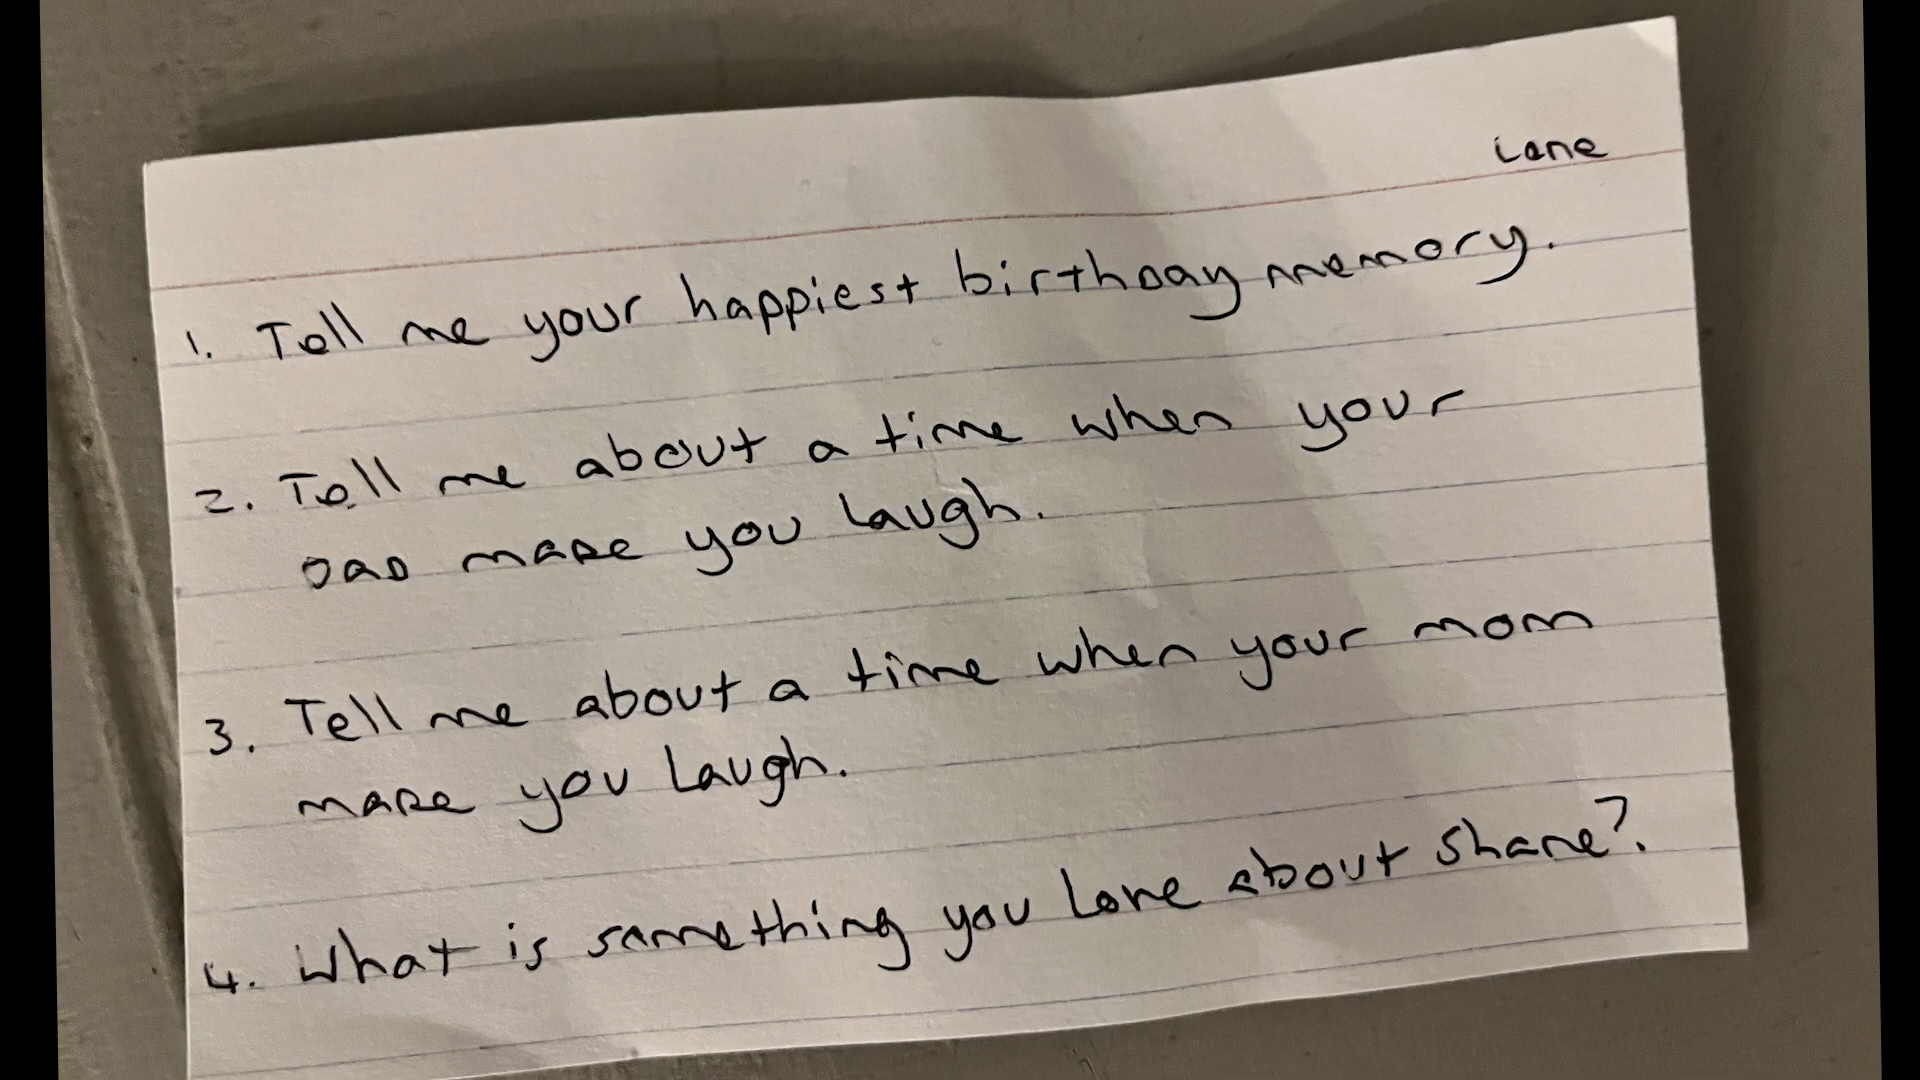 Lane
1. Tell me your happiest birthday memory.
2. Tell me about a time when your
dad made you laugh.
3. Tell me about a time when your mom
made you laugh.
4. What is something you love about Shane?